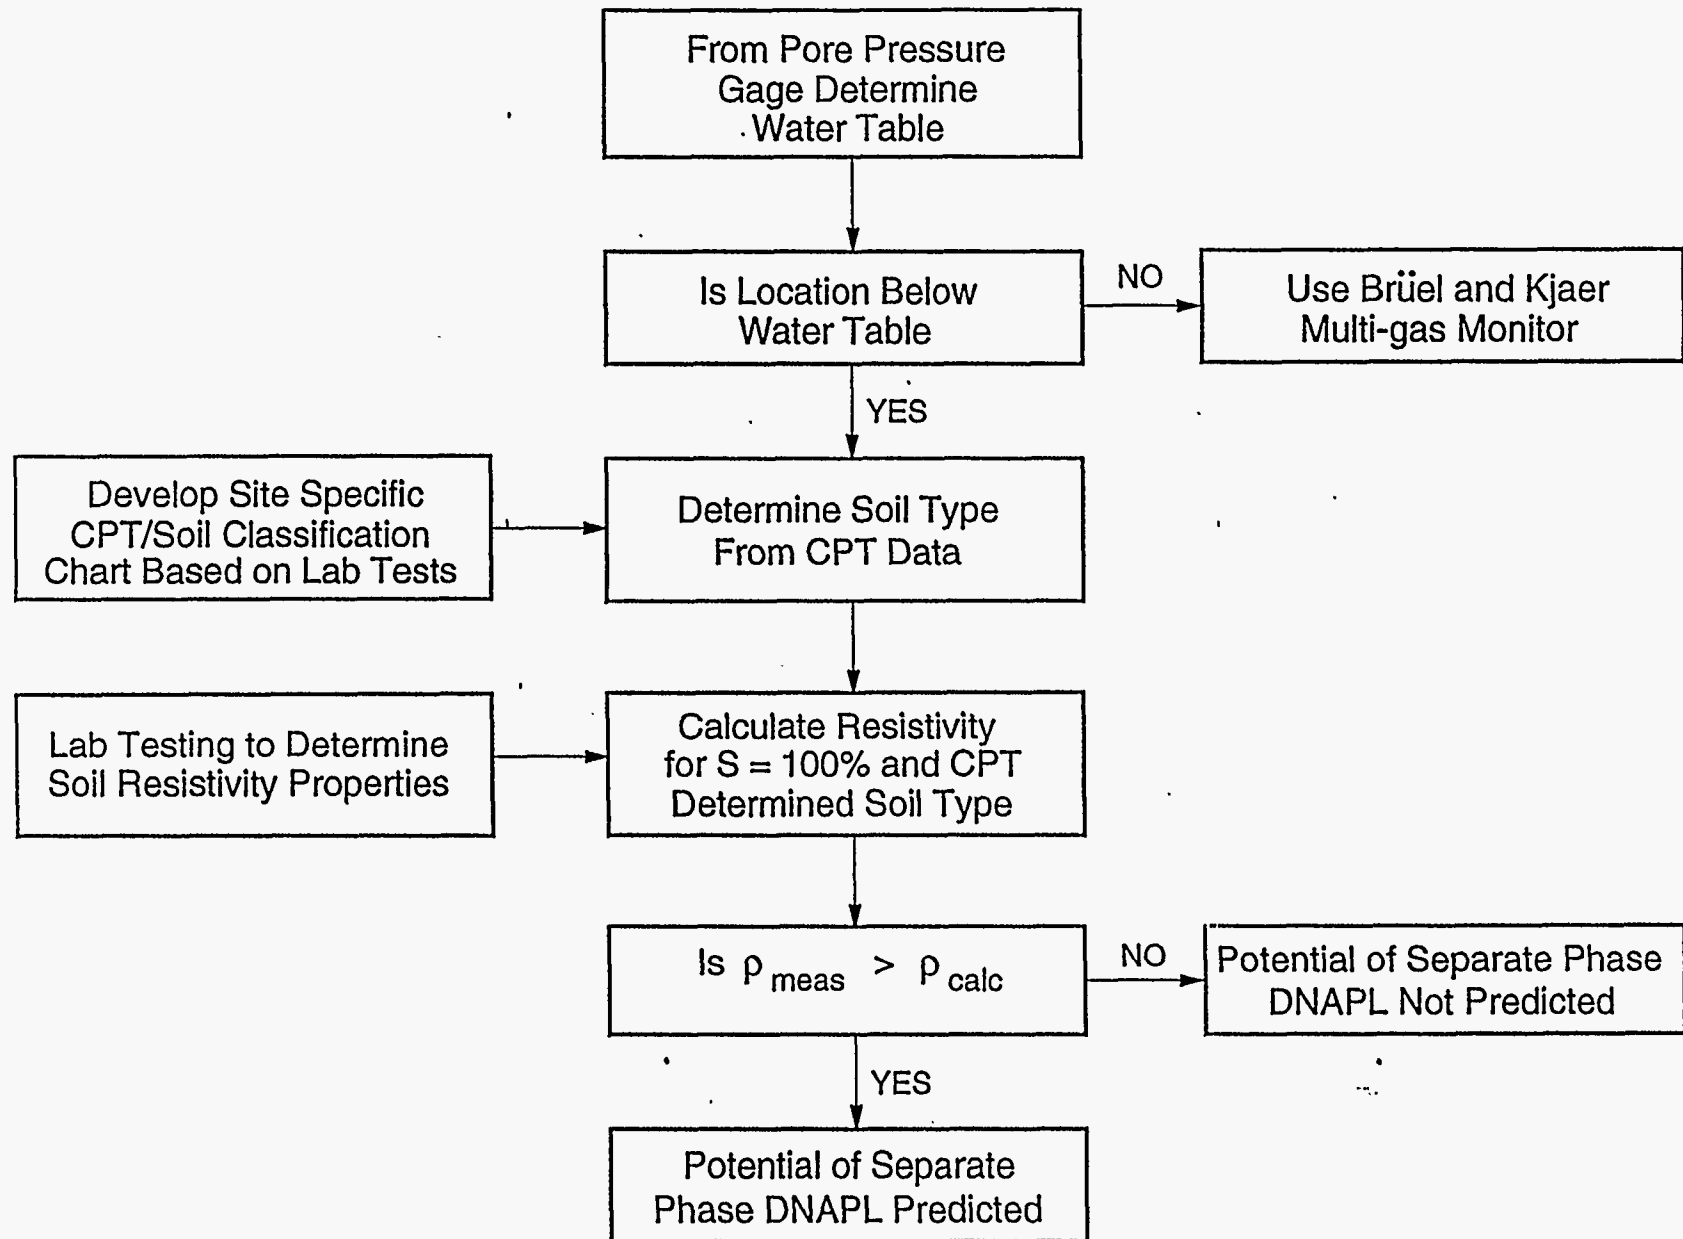 From Pore Pressure
Gage Determine
Water Table
Is Location Below
Water Table
NO
Use Brüel and Kjaer
Multi-gas Monitor
YES
Develop Site Specific
CPT/Soil Classification
Chart Based on Lab Tests
Determine Soil Type
From CPT Data
Lab Testing to Determine
Soil Resistivity Properties
Calculate Resistivity
for S = 100% and CPT
Determined Soil Type
Is ρ meas > ρ calc
NO
Potential of Separate Phase
DNAPL Not Predicted
YES
Potential of Separate
Phase DNAPL Predicted